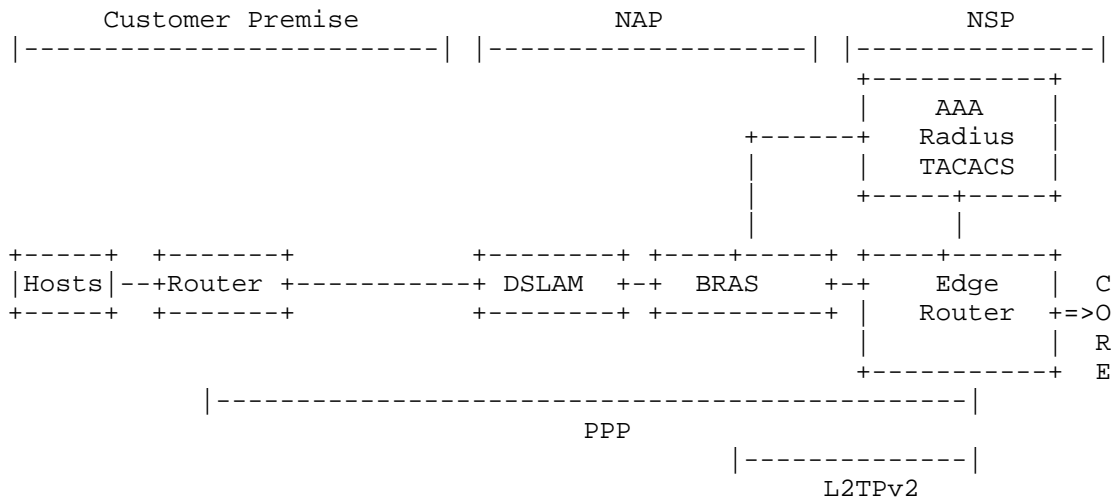 Customer Premise NAP NSP
AAA
Radius
TACACS
Hosts Router DSLAM BRAS Edge C
Router O
R
E
PPP
L2TPv2